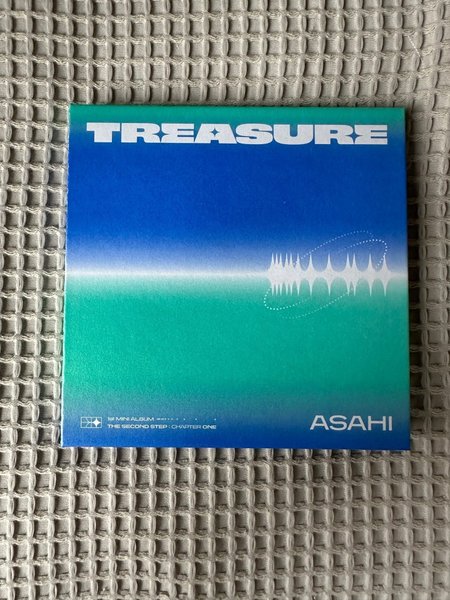 TREASURE
1st MINI ALBUM
THE SECOND STEP : CHAPTER ONE
ASAHI